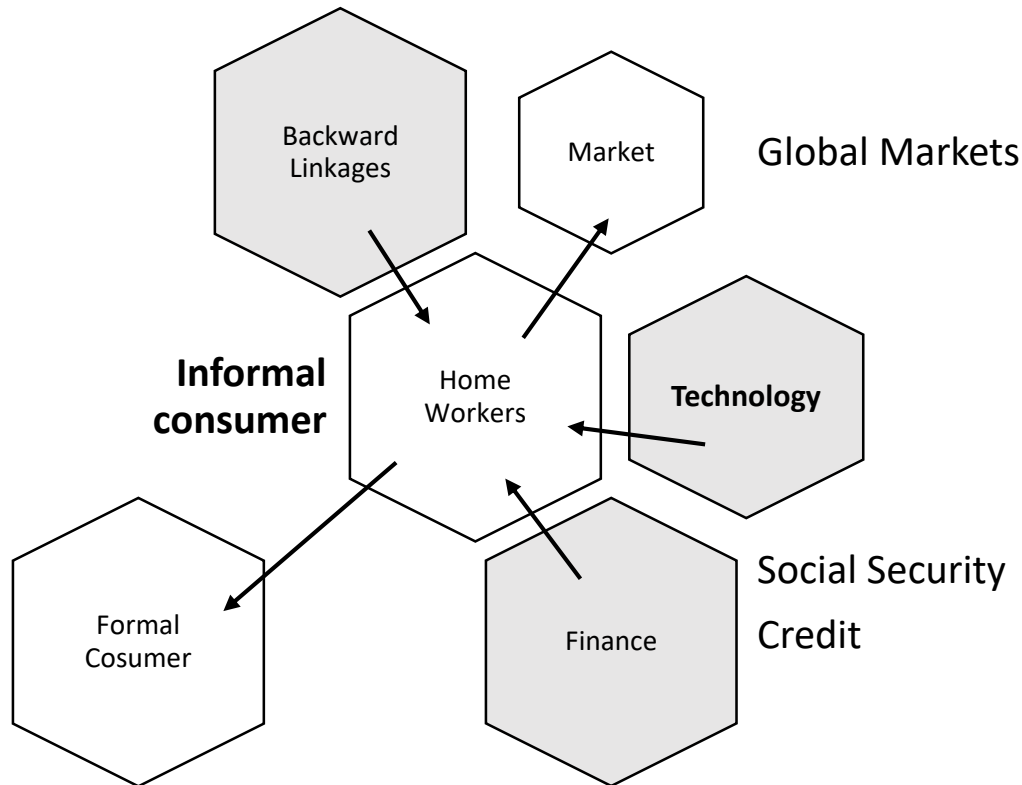 Backward
Linkages
Market
Global Markets
Informal
consumer
Home
Workers
Technology
Formal
Cosumer
Finance
Social Security
Credit